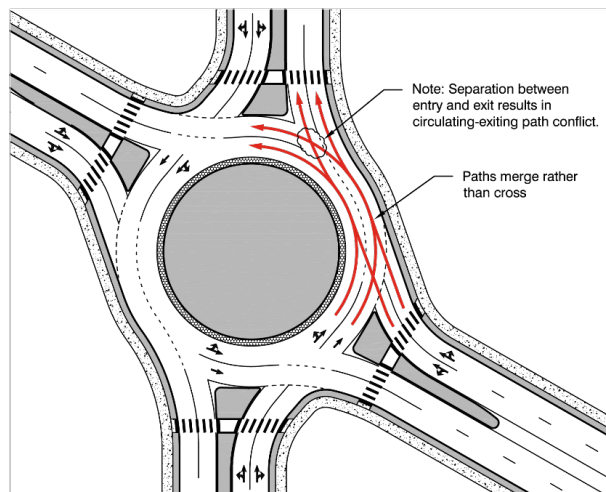 Note: Separation between
entry and exit results in
circulating-exiting path conflict.
Paths merge rather
than cross